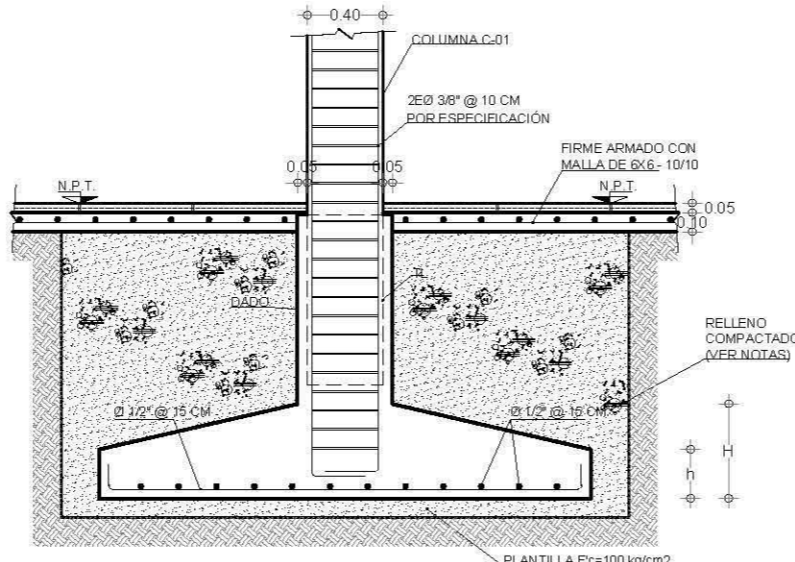 0.40
COLUMNA C-01
2EØ 3/8" @ 10 CM
POR ESPECIFICACIÓN
FIRME ARMADO CON
MALLA DE 6X6 - 10/10
0.05
0.05
N.P.T.
N.P.T.
0.05
0.10
DADO
RELLENO
COMPACTADO
(VER NOTAS)
Ø 1/2" @ 15 CM
Ø 1/2" @ 15 CM
h
H
PLANTILLA F'c=100 kg/cm2